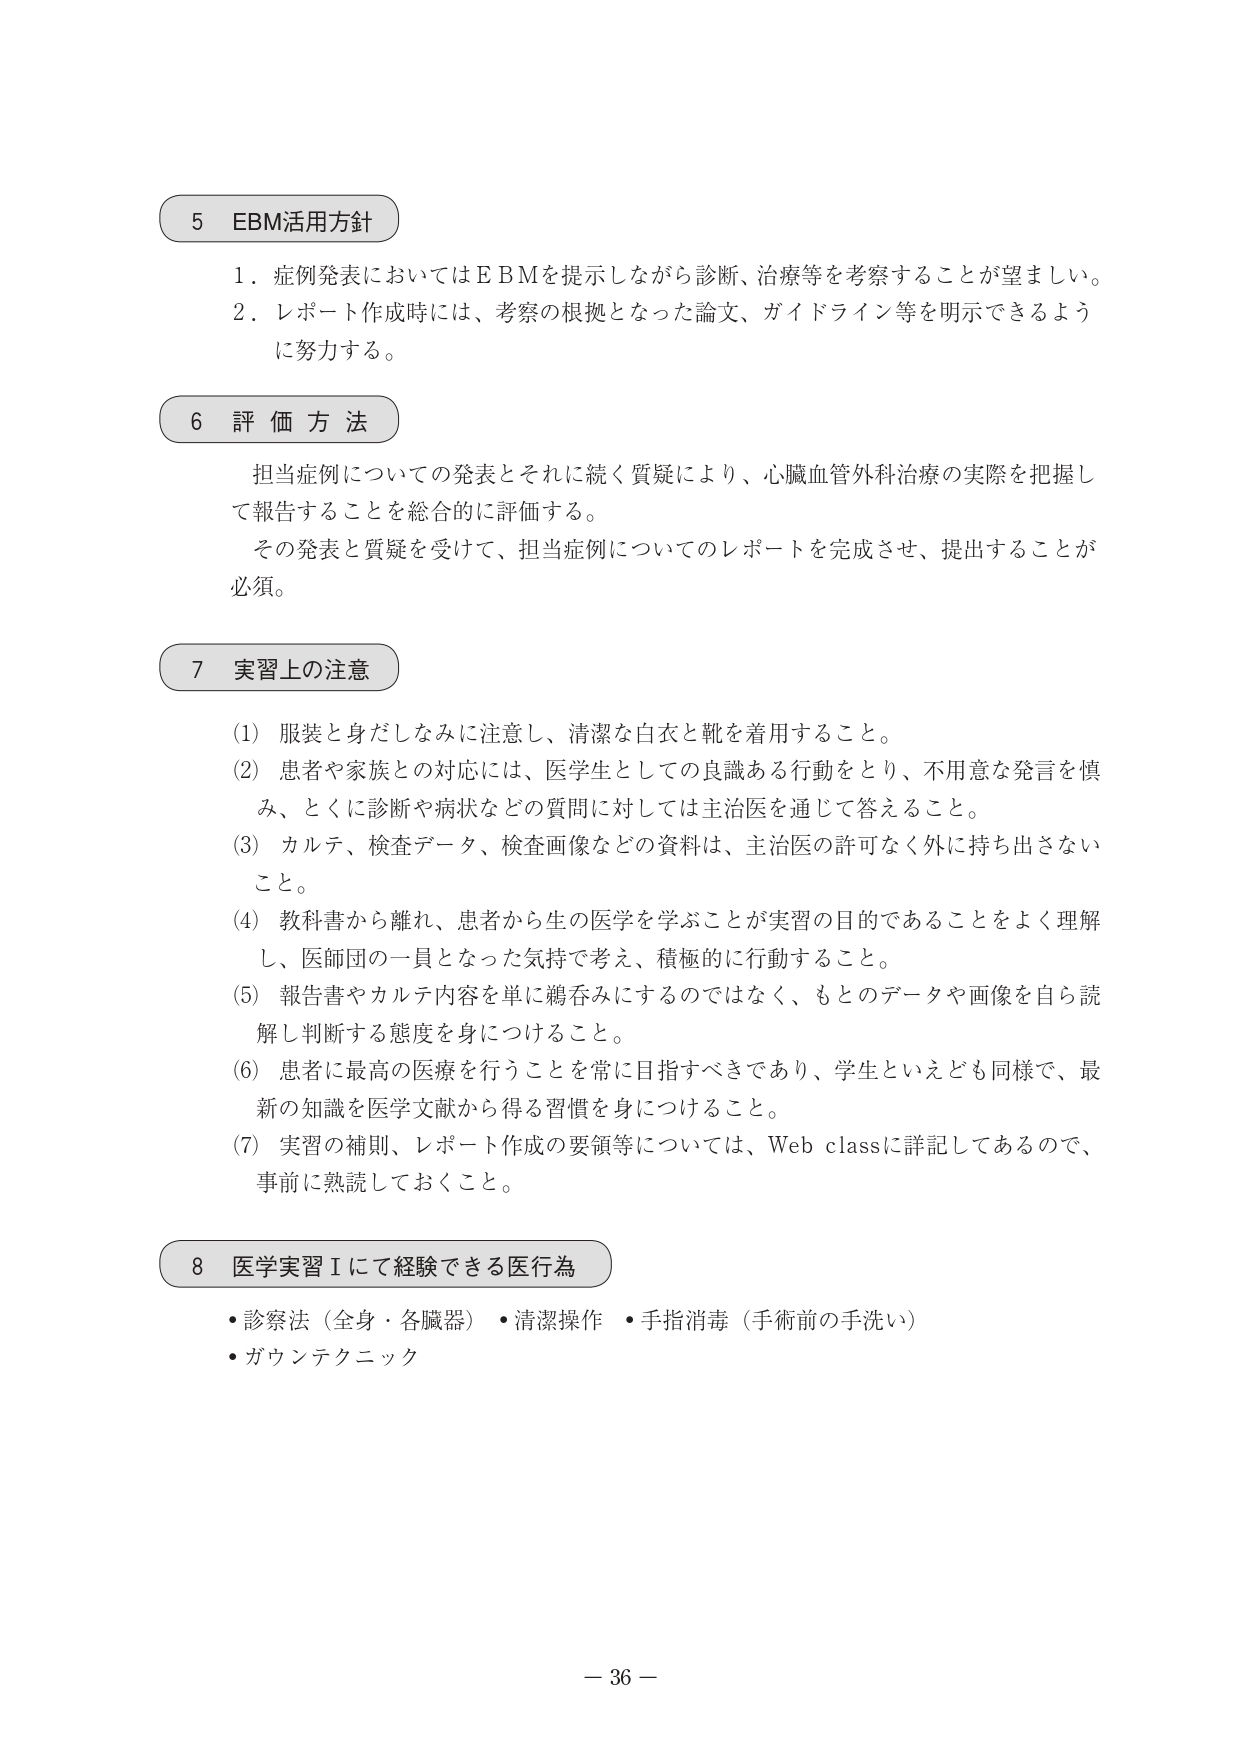 5 EBM活用方針
1．症例発表においてはＥＢＭを提示しながら診断、治療等を考察することが望ましい。
2．レポート作成時には、考察の根拠となった論文、ガイドライン等を明示できるよう
に努力する。
6 評 価 方 法
担当症例についての発表とそれに続く質疑により、心臓血管外科治療の実際を把握し
て報告することを総合的に評価する。
その発表と質疑を受けて、担当症例についてのレポートを完成させ、提出することが
必須。
7 実習上の注意
(1) 服装と身だしなみに注意し、清潔な白衣と靴を着用すること。
(2) 患者や家族との対応には、医学生としての良識ある行動をとり、不用意な発言を慎
み、とくに診断や病状などの質問に対しては主治医を通じて答えること。
(3) カルテ、検査データ、検査画像などの資料は、主治医の許可なく外に持ち出さない
こと。
(4) 教科書から離れ、患者から生の医学を学ぶことが実習の目的であることをよく理解
し、医師団の一員となった気持で考え、積極的に行動すること。
(5) 報告書やカルテ内容を単に鵜呑みにするのではなく、もとのデータや画像を自ら読
解し判断する態度を身につけること。
(6) 患者に最高の医療を行うことを常に目指すべきであり、学生といえども同様で、最
新の知識を医学文献から得る習慣を身につけること。
(7) 実習の補則、レポート作成の要領等については、Web classに詳記してあるので、
事前に熟読しておくこと。
8 医学実習Ⅰにて経験できる医行為
•診察法（全身・各臓器） •清潔操作 •手指消毒（手術前の手洗い）
•ガウンテクニック
― 36 ―